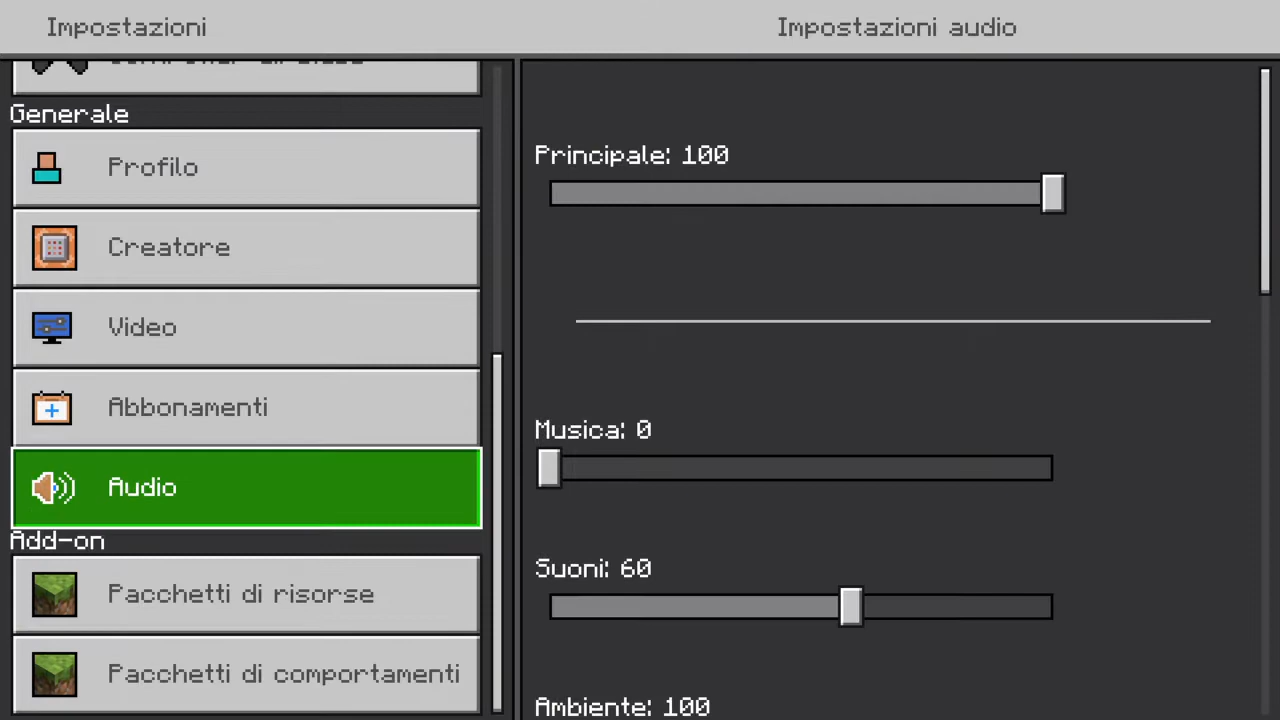 Impostazioni
Impostazioni audio
Generale
Profilo
Creatore
Video
Abbonamenti
Audio
Add-on
Pacchetti di risorse
Pacchetti di comportamenti
Principale: 100
Musica: 0
Suoni: 60
Ambiente: 100